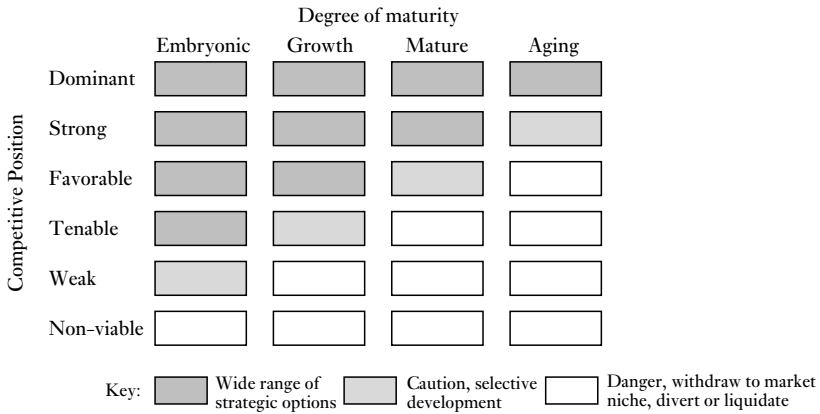 Degree of maturity
Embryonic Growth Mature Aging
Competitive Position
Dominant
Strong
Favorable
Tenable
Weak
Non-viable
Key:
Wide range of
strategic options
Caution, selective
development
Danger, withdraw to market
niche, divert or liquidate